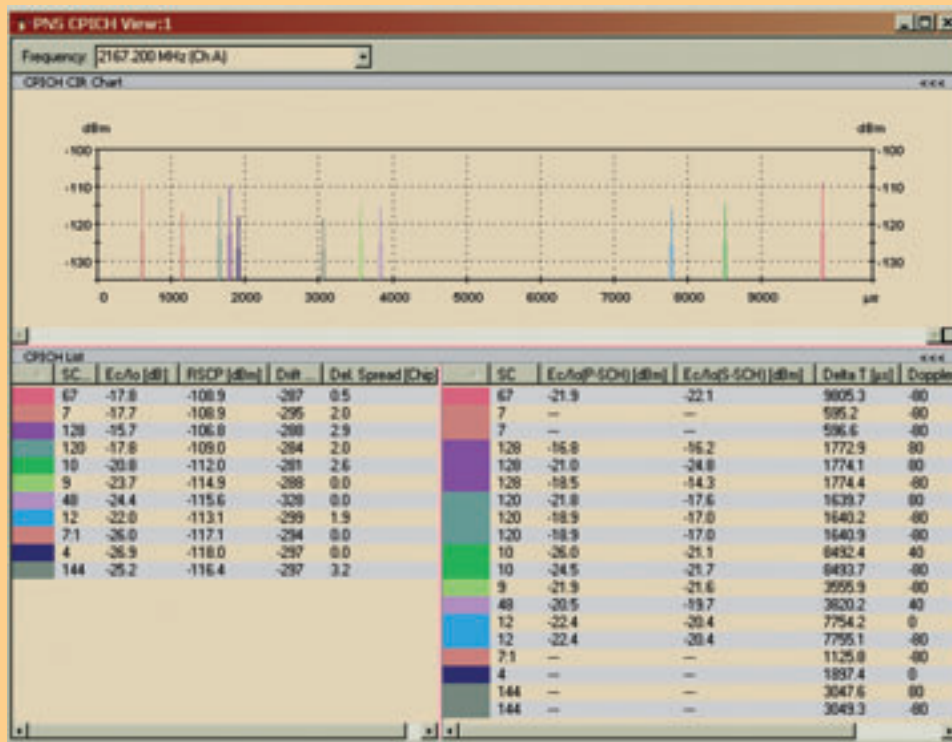 PNS CPICH View:1
Frequency: 2167.200 MHz (Ch.A)
CPICH CIR Chart <<<
dBm dBm
-100 -100
-110 -110
-120 -120
-130 -130
0 1000 2000 3000 4000 5000 6000 7000 8000 9000 µs
CPICH List <<<
SC... Ec/Io [dB] RSCP [dBm] Drift ... Del. Spread [Chip]
67 -17.8 -108.9 -287 0.5
7 -17.7 -108.9 -295 2.0
128 -15.7 -106.8 -288 2.9
120 -17.8 -109.0 -284 2.0
10 -20.8 -112.0 -281 2.6
9 -23.7 -114.9 -288 0.0
48 -24.4 -115.6 -328 0.0
12 -22.0 -113.1 -299 1.9
7:1 -26.0 -117.1 -294 0.0
4 -26.9 -118.0 -297 0.0
144 -25.2 -116.4 -297 3.2
SC Ec/Io(P-SCH) [dBm] Ec/Io(S-SCH) [dBm] Delta T [µs] Doppler
67 -21.9 -22.1 9805.3 -80
7 --- --- 595.2 -80
7 --- --- 596.6 -80
128 -16.8 -16.2 1772.9 80
128 -21.0 -24.8 1774.1 80
128 -18.5 -14.3 1774.4 -80
120 -21.8 -17.6 1639.7 80
120 -18.9 -17.0 1640.2 -80
120 -18.9 -17.0 1640.9 -80
10 -26.0 -21.1 8492.4 40
10 -24.5 -21.7 8493.7 -80
9 -21.9 -21.6 3555.9 -80
48 -20.5 -19.7 3820.2 40
12 -22.4 -20.4 7754.2 0
12 -22.4 -20.4 7755.1 -80
7:1 --- --- 1125.8 -80
4 --- --- 1897.4 0
144 --- --- 3047.6 80
144 --- --- 3049.3 -80